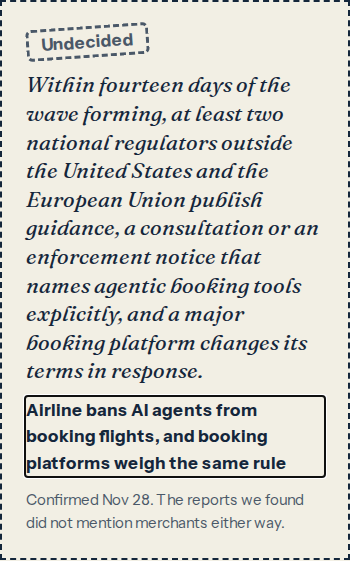 Undecided
Within fourteen days of the
wave forming, at least two
national regulators outside
the United States and the
European Union publish
guidance, a consultation or an
enforcement notice that
names agentic booking tools
explicitly, and a major
booking platform changes its
terms in response.
Airline bans AI agents from
booking flights, and booking
platforms weigh the same rule
Confirmed Nov 28. The reports we found
did not mention merchants either way.